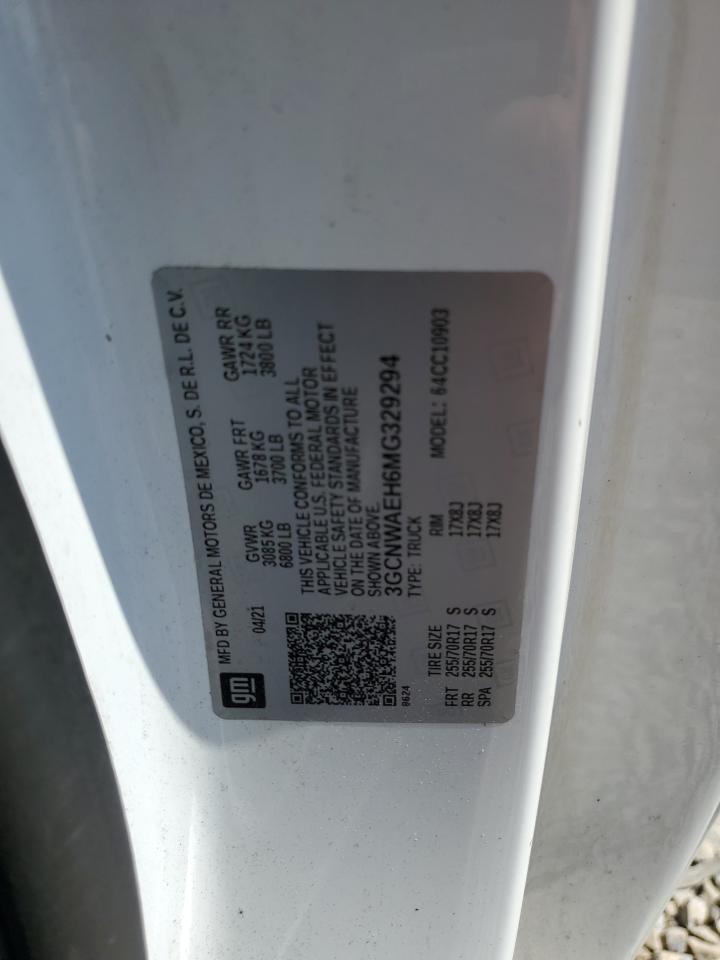 gm
MFD BY GENERAL MOTORS DE MEXICO, S. DE R.L. DE C.V.
04/21 GVWR GAWR FRT GAWR RR
3085 KG 1678 KG 1724 KG
6800 LB 3700 LB 3800 LB
THIS VEHICLE CONFORMS TO ALL
APPLICABLE U.S. FEDERAL MOTOR
VEHICLE SAFETY STANDARDS IN EFFECT
ON THE DATE OF MANUFACTURE
SHOWN ABOVE.
3GCNWAEH6MG329294
8624 TYPE: TRUCK MODEL: 64CC10903
TIRE SIZE RIM
FRT 255/70R17 S 17X8J
RR 255/70R17 S 17X8J
SPA 255/70R17 S 17X8J